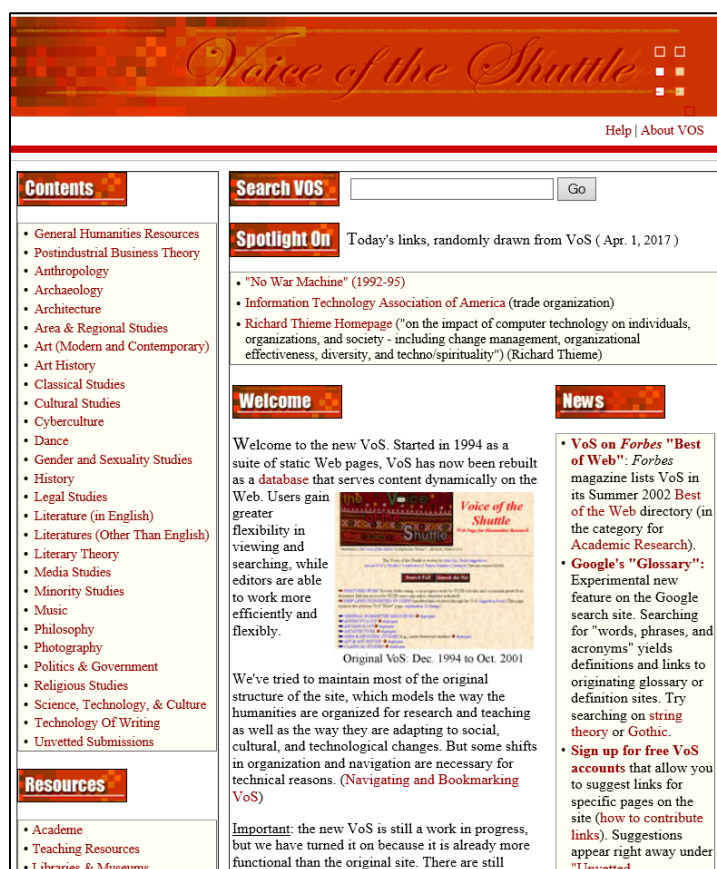 Voice of the Shuttle
Help | About VOS
Contents
• General Humanities Resources
• Postindustrial Business Theory
• Anthropology
• Archaeology
• Architecture
• Area & Regional Studies
• Art (Modern and Contemporary)
• Art History
• Classical Studies
• Cultural Studies
• Cyberculture
• Dance
• Gender and Sexuality Studies
• History
• Legal Studies
• Literature (in English)
• Literatures (Other Than English)
• Literary Theory
• Media Studies
• Minority Studies
• Music
• Philosophy
• Photography
• Politics & Government
• Religious Studies
• Science, Technology, & Culture
• Technology Of Writing
• Unvetted Submissions
Resources
• Academe
• Teaching Resources
• Libraries & Museums
Search VOS
Go
Spotlight On
Today's links, randomly drawn from VoS ( Apr. 1, 2017 )
• "No War Machine" (1992-95)
• Information Technology Association of America (trade organization)
• Richard Thieme Homepage ("on the impact of computer technology on individuals,
organizations, and society - including change management, organizational
effectiveness, diversity, and techno/spirituality") (Richard Thieme)
Welcome
Welcome to the new VoS. Started in 1994 as a
suite of static Web pages, VoS has now been rebuilt
as a database that serves content dynamically on the
Web. Users gain
greater
flexibility in
viewing and
searching, while
editors are able
to work more
efficiently and
flexibly.
the Voice
of the
Shuttle
Voice of the
Shuttle
Web Page for Humanities Research
Original VoS: Dec. 1994 to Oct. 2001
We've tried to maintain most of the original
structure of the site, which models the way the
humanities are organized for research and teaching
as well as the way they are adapting to social,
cultural, and technological changes. But some shifts
in organization and navigation are necessary for
technical reasons. (Navigating and Bookmarking
VoS)
Important: the new VoS is still a work in progress,
but we have turned it on because it is already more
functional than the original site. There are still
News
• VoS on Forbes "Best
of Web": Forbes
magazine lists VoS in
its Summer 2002 Best
of the Web directory (in
the category for
Academic Research).
• Google's "Glossary":
Experimental new
feature on the Google
search site. Searching
for "words, phrases, and
acronyms" yields
definitions and links to
originating glossary or
definition sites. Try
searching on string
theory or Gothic.
• Sign up for free VoS
accounts that allow you
to suggest links for
specific pages on the
site (how to contribute
links). Suggestions
appear right away under
"Unvetted